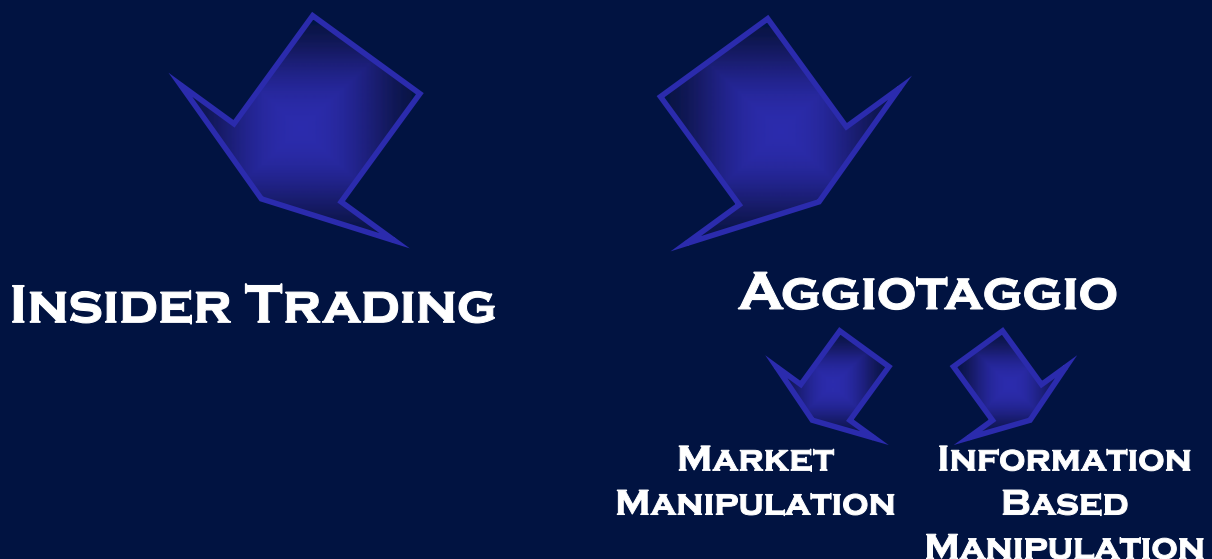 Insider Trading
Aggiotaggio
Market
Manipulation
Information
Based
Manipulation